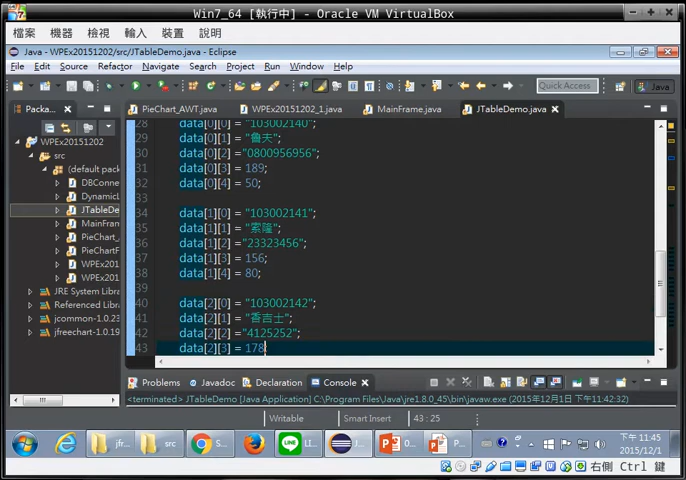 Win7_64 [執行中] - Oracle VM VirtualBox
檔案 機器 檢視 輸入 裝置 說明
Java - WPEx20151202/src/JTableDemo.java - Eclipse
File Edit Source Refactor Navigate Search Project Run Window Help
Quick Access Java
Packa... PieChart_AWT.java WPEx20151202_1.java MainFrame.java JTableDemo.java
WPEx20151202
src
(default pack
DBConne
DynamicL
JTableDe
MainFram
PieChart_
PieChartF
WPEx201
WPEx201
JRE System Libra
Referenced Librar
jcommon-1.0.23
jfreechart-1.0.19
28 data[0][0] = "103002140";
29 data[0][1] = "魯夫";
30 data[0][2] ="0800956956";
31 data[0][3] = 189;
32 data[0][4] = 50;
34 data[1][0] = "103002141";
35 data[1][1] = "索隆";
36 data[1][2] ="23323456";
37 data[1][3] = 156;
38 data[1][4] = 80;
40 data[2][0] = "103002142";
41 data[2][1] = "香吉士";
42 data[2][2] ="4125252";
43 data[2][3] = 178;
Problems Javadoc Declaration Console
<terminated> JTableDemo [Java Application] C:\Program Files\Java\jre1.8.0_45\bin\javaw.exe (2015年12月1日 下午11:42:32)
Writable Smart Insert 43 : 25
jfr... src S... LI... J... 0... P...
下午 11:45
2015/12/1
右側 Ctrl 鍵